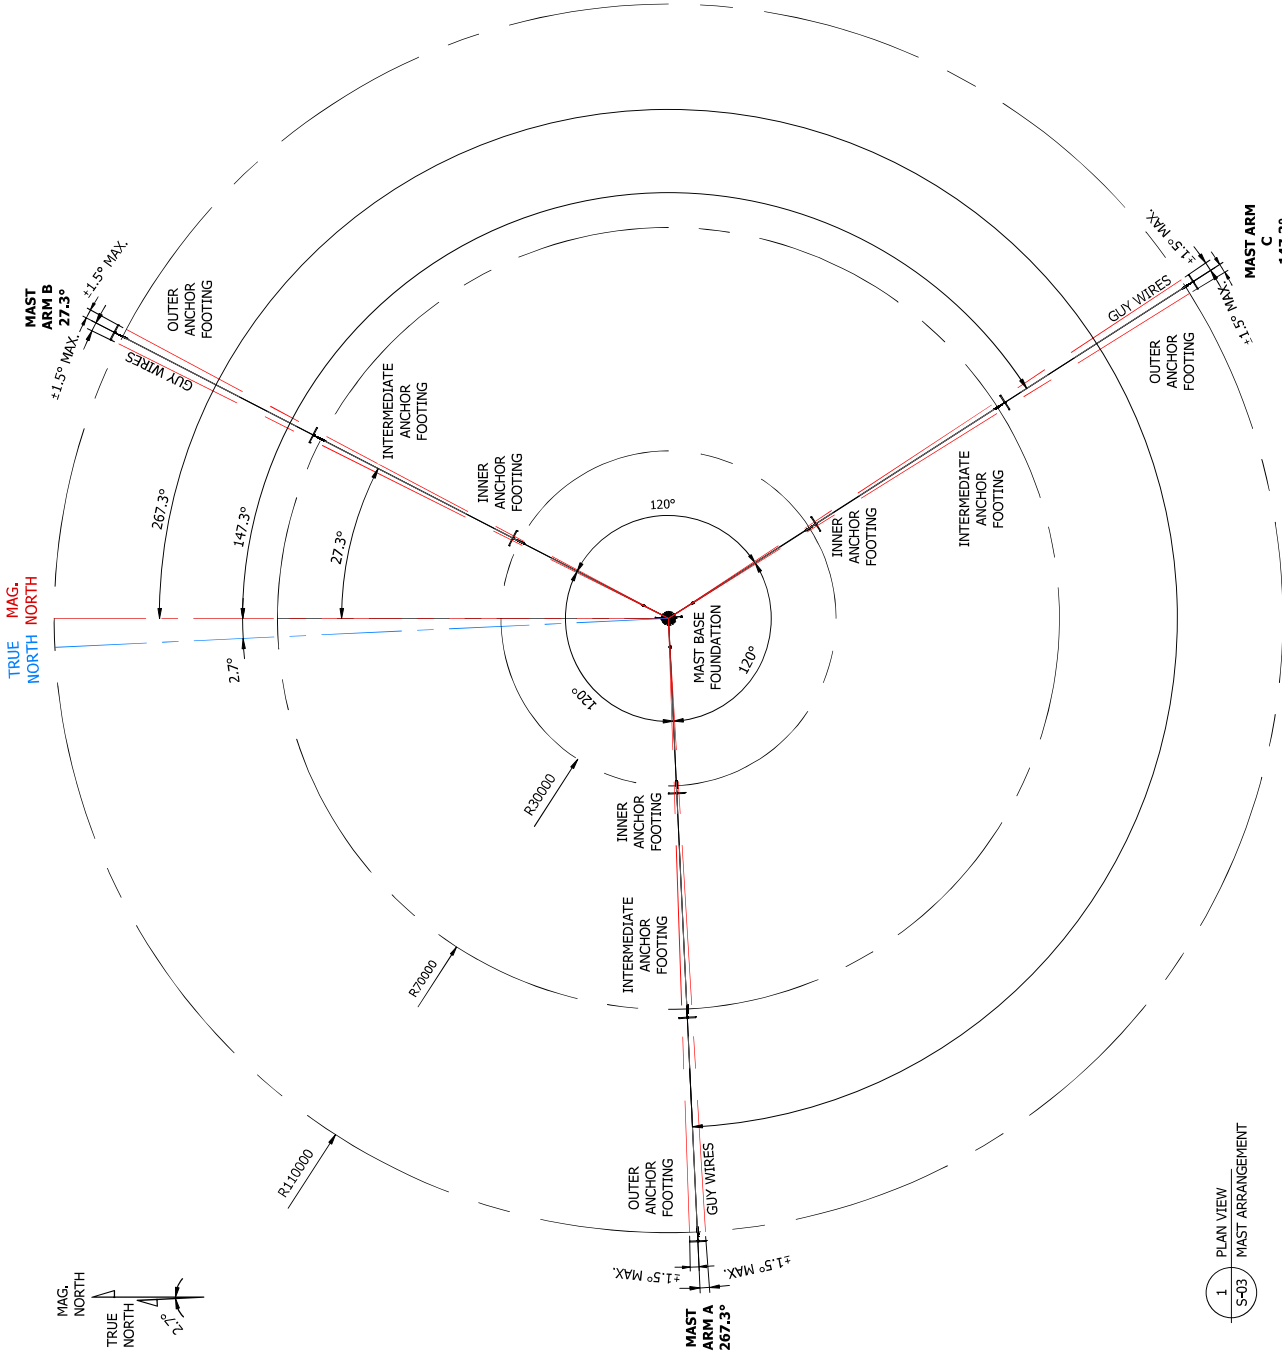 MAST
ARM B
27.3°
±1.5° MAX.
±1.5° MAX.
OUTER
ANCHOR
FOOTING
GUY WIRES
INTERMEDIATE
ANCHOR
FOOTING
INNER
ANCHOR
FOOTING
267.3°
147.3°
27.3°
120°
MAG.
NORTH
TRUE
NORTH
2.7°
MAST BASE
FOUNDATION
120°
120°
±1.5° MAX.
±1.5° MAX.
MAST ARM
C
GUY WIRES
OUTER
ANCHOR
FOOTING
INTERMEDIATE
ANCHOR
FOOTING
INNER
ANCHOR
FOOTING
R30000
R70000
R110000
INNER
ANCHOR
FOOTING
INTERMEDIATE
ANCHOR
FOOTING
OUTER
ANCHOR
FOOTING
GUY WIRES
±1.5° MAX.
±1.5° MAX.
MAST
ARM A
267.3°
MAG.
NORTH
TRUE
NORTH
2.7°
1
S-03
PLAN VIEW
MAST ARRANGEMENT